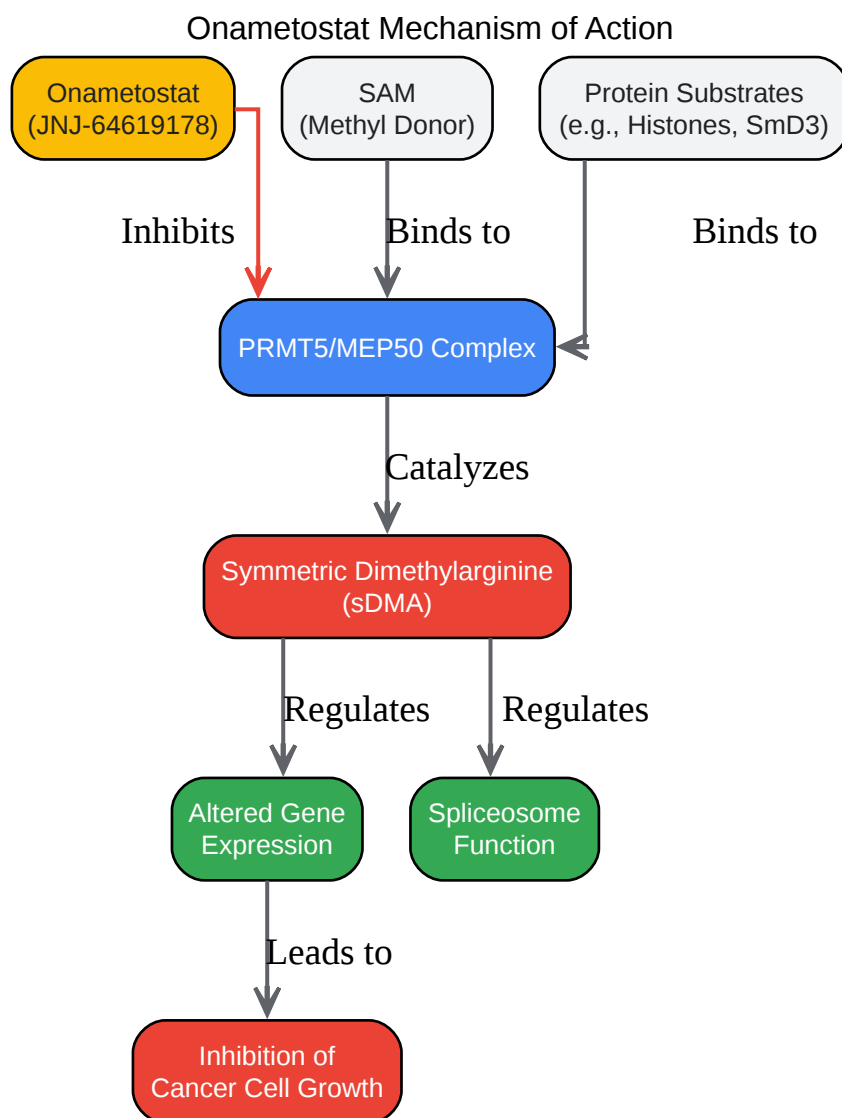 Onametostat Mechanism of Action
Onametostat
(JNJ-64619178)
SAM
(Methyl Donor)
Protein Substrates
(e.g., Histones, SmD3)
Inhibits
Binds to
Binds to
PRMT5/MEP50 Complex
Catalyzes
Symmetric Dimethylarginine
(sDMA)
Regulates
Regulates
Altered Gene
Expression
Spliceosome
Function
Leads to
Inhibition of
Cancer Cell Growth